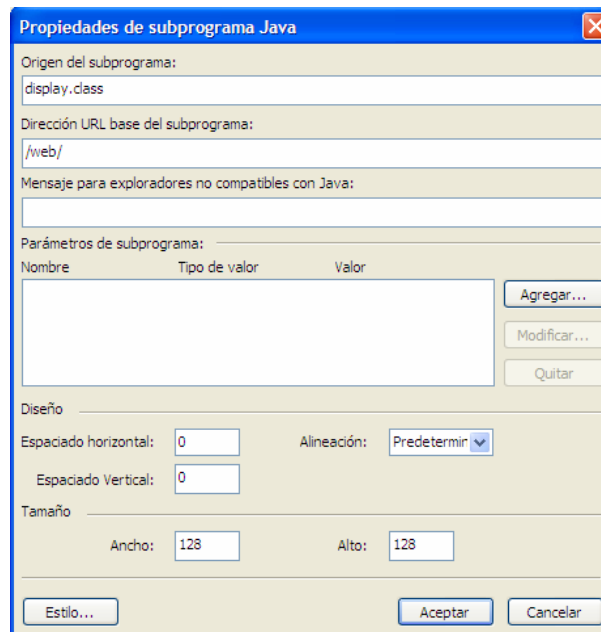 Propiedades de subprograma Java
Origen del subprograma:
display.class
Dirección URL base del subprograma:
/web/
Mensaje para exploradores no compatibles con Java:
Parámetros de subprograma:
Nombre Tipo de valor Valor
Agregar...
Modificar...
Quitar
Diseño
Espaciado horizontal: 0 Alineación: Predetermin
Espaciado Vertical: 0
Tamaño
Ancho: 128 Alto: 128
Estilo... Aceptar Cancelar